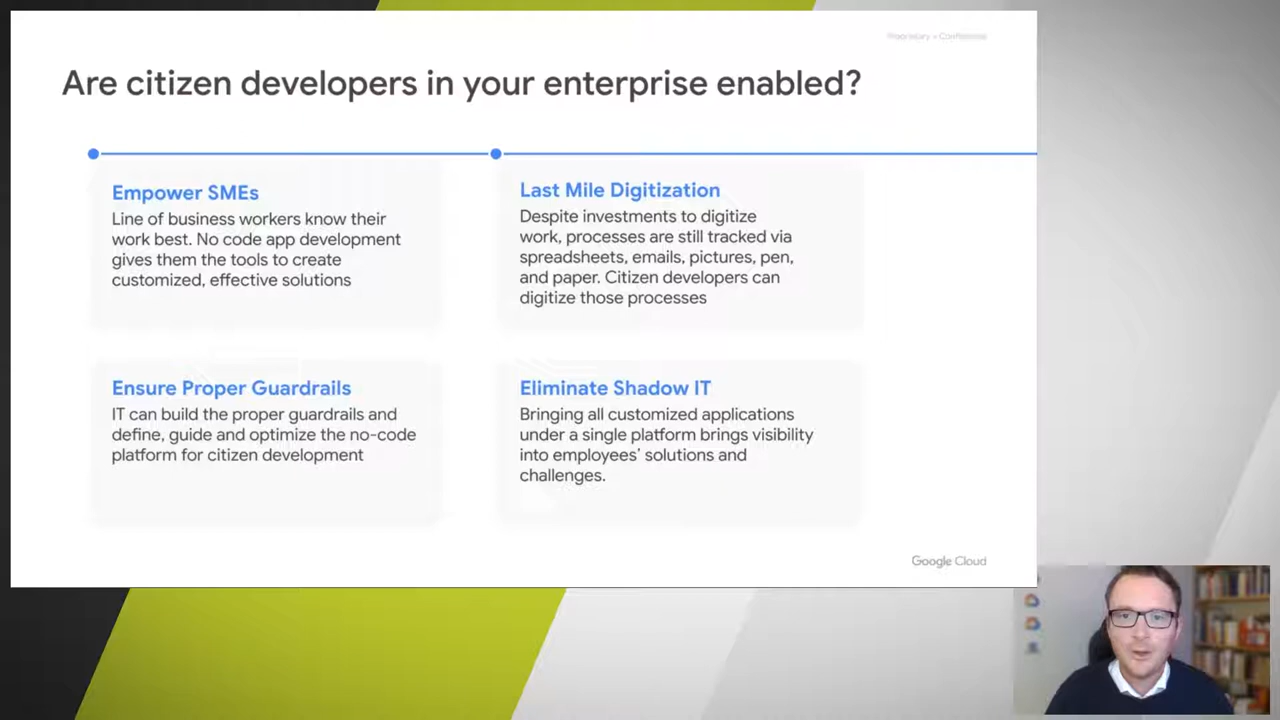 Proprietary + Confidential
Are citizen developers in your enterprise enabled?
Empower SMEs
Line of business workers know their
work best. No code app development
gives them the tools to create
customized, effective solutions
Last Mile Digitization
Despite investments to digitize
work, processes are still tracked via
spreadsheets, emails, pictures, pen,
and paper. Citizen developers can
digitize those processes
Ensure Proper Guardrails
IT can build the proper guardrails and
define, guide and optimize the no-code
platform for citizen development
Eliminate Shadow IT
Bringing all customized applications
under a single platform brings visibility
into employees’ solutions and
challenges.
Google Cloud